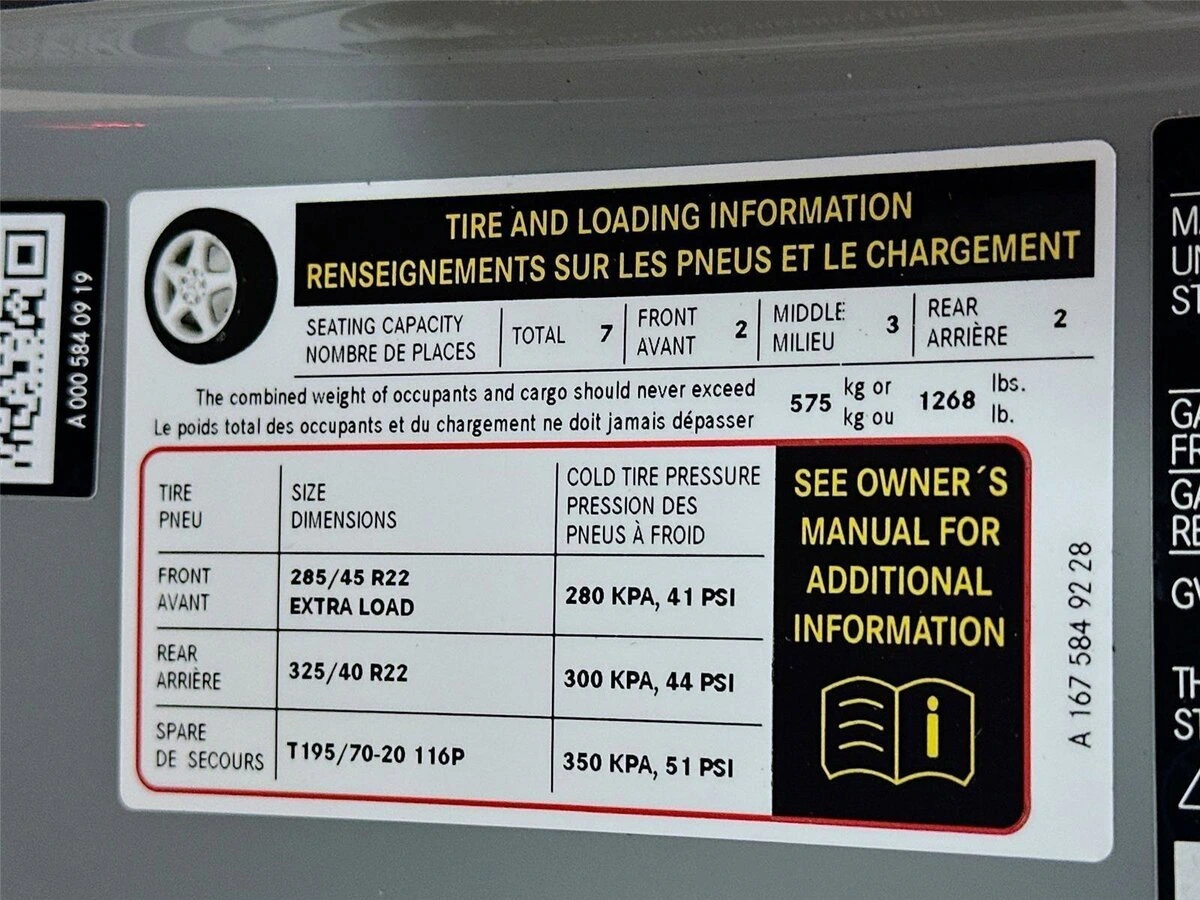 A 000 584 09 19
TIRE AND LOADING INFORMATION
RENSEIGNEMENTS SUR LES PNEUS ET LE CHARGEMENT
SEATING CAPACITY
NOMBRE DE PLACES
TOTAL 7
FRONT
AVANT
2
MIDDLE
MILIEU
3
REAR
ARRIÈRE
2
The combined weight of occupants and cargo should never exceed
Le poids total des occupants et du chargement ne doit jamais dépasser
575
kg or
kg ou
1268
lbs.
lb.
TIRE
PNEU
SIZE
DIMENSIONS
COLD TIRE PRESSURE
PRESSION DES
PNEUS À FROID
FRONT
AVANT
285/45 R22
EXTRA LOAD
280 KPA, 41 PSI
REAR
ARRIÈRE
325/40 R22
300 KPA, 44 PSI
SPARE
DE SECOURS
T195/70-20 116P
350 KPA, 51 PSI
SEE OWNER´S
MANUAL FOR
ADDITIONAL
INFORMATION
i
A 167 584 92 28